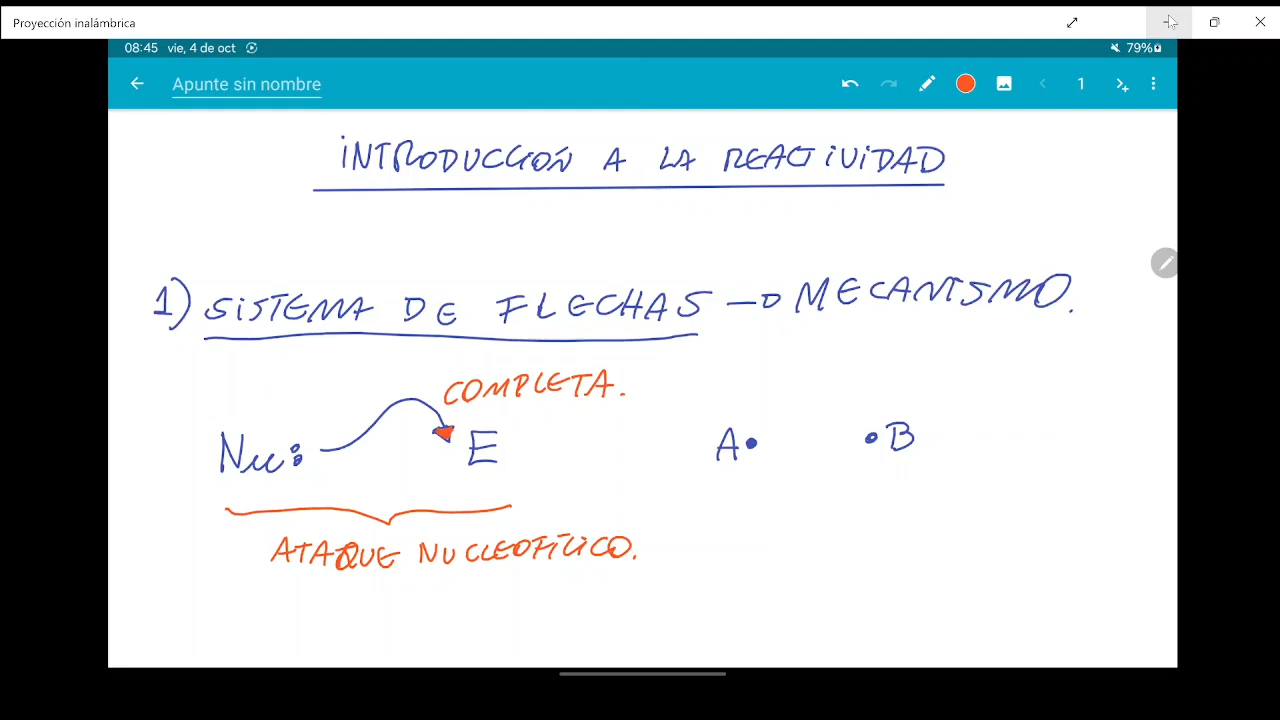 Proyección inalámbrica
08:45 vie, 4 de oct 79%
Apunte sin nombre 1
INTRODUCCIÓN A LA REACTIVIDAD
1) SISTEMA DE FLECHAS → MECANISMO.
COMPLETA.
Nu: E A• •B
ATAQUE NUCLEOFÍLICO.